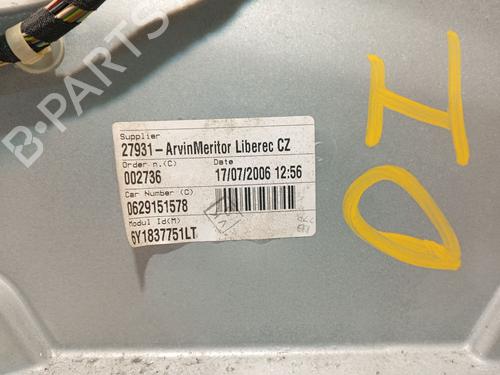 Supplier
27931-ArvinMeritor Liberec CZ
Order n.(C) Date
002736 17/07/2006 12:56
Car Number (C)
0629151578
Modul Id(M)
6Y1837751LT
OI
B-PARTS